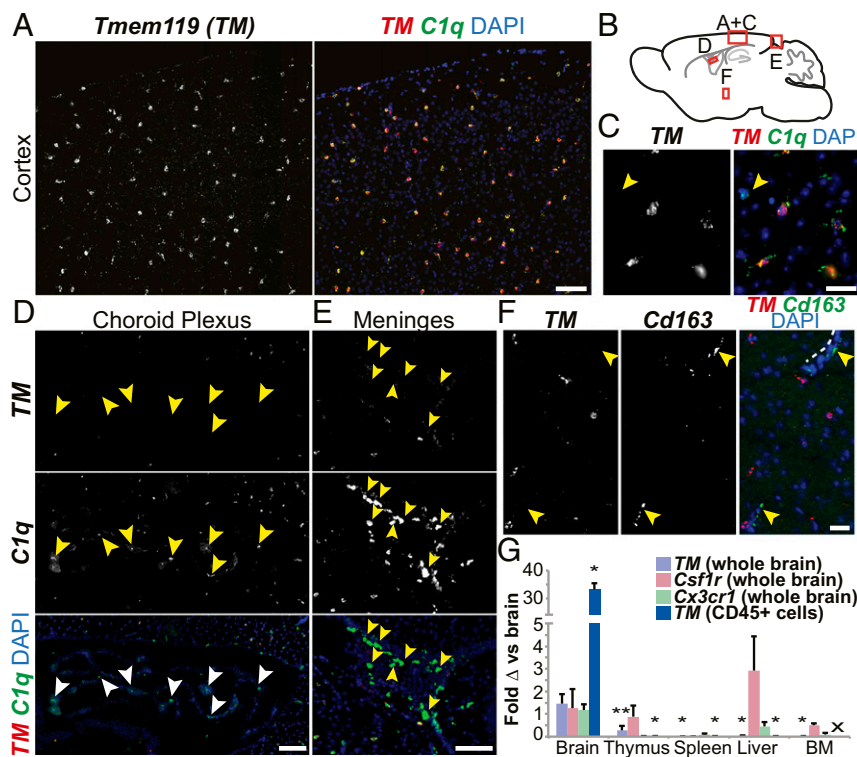 A
Tmem119 (TM)
TM C1q DAPI
Cortex
B
A+C
D
E
F
C
TM
TM C1q DAP
D
Choroid Plexus
E
Meninges
TM
C1q
TM C1q DAPI
F
TM
Cd163
TM Cd163
DAPI
G
Fold Δ vs brain
40
30
20
5
4
3
2
1
0
TM (whole brain)
Csf1r (whole brain)
Cx3cr1 (whole brain)
TM (CD45+ cells)
*
** * * * * * * ×
Brain Thymus Spleen Liver BM